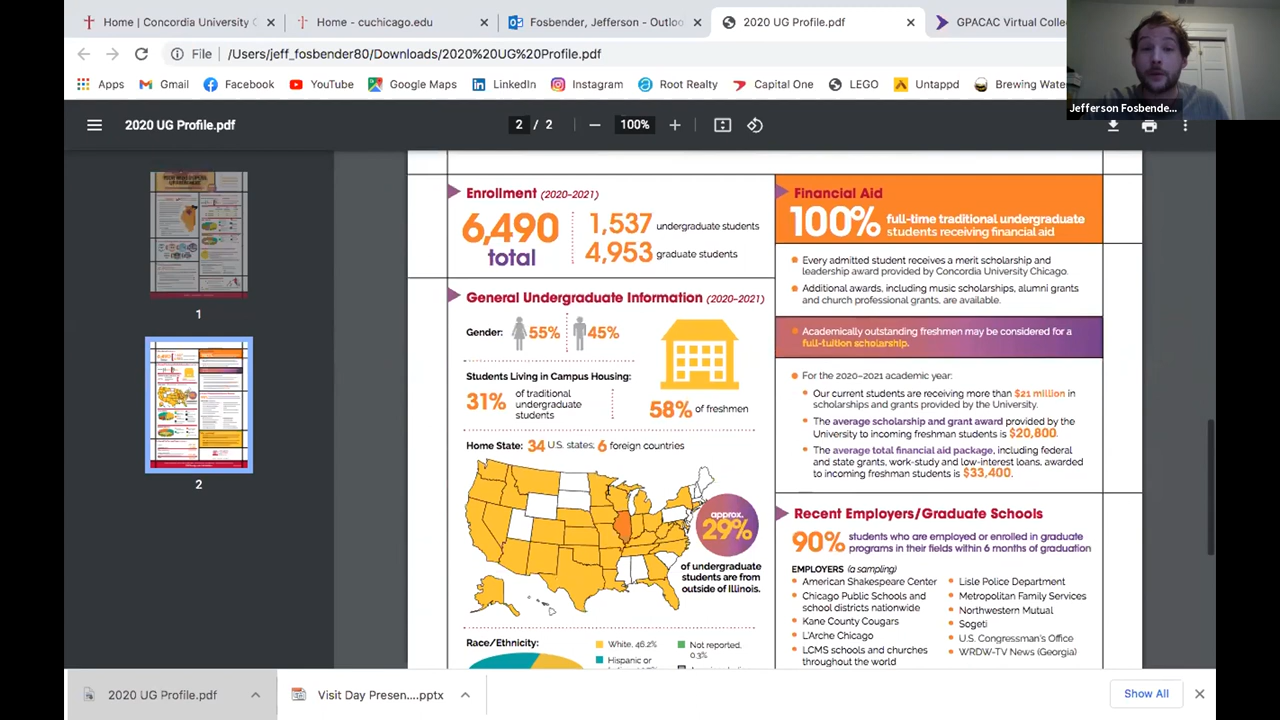 Home | Concordia University C
Home - cuchicago.edu
Fosbender, Jefferson - Outloo
2020 UG Profile.pdf
GPACAC Virtual Colle
File
/Users/jeff_fosbender80/Downloads/2020%20UG%20Profile.pdf
Apps
Gmail
Facebook
YouTube
Google Maps
LinkedIn
Instagram
Root Realty
Capital One
LEGO
Untappd
Brewing Wate
Jefferson Fosbende...
2020 UG Profile.pdf
2 / 2
100%
1
2
Enrollment (2020-2021)
6,490
total
1,537 undergraduate students
4,953 graduate students
General Undergraduate Information (2020-2021)
Gender: 55% 45%
Students Living in Campus Housing:
31% of traditional
undergraduate
students
58% of freshmen
Home State: 34 U.S. states; 6 foreign countries
approx.
29%
of undergraduate
students are from
outside of Illinois.
Race/Ethnicity:
White, 46.2%
Hispanic or
Not reported,
0.3%
Financial Aid
100% full-time traditional undergraduate
students receiving financial aid
Every admitted student receives a merit scholarship and
leadership award provided by Concordia University Chicago.
Additional awards, including music scholarships, alumni grants
and church professional grants, are available.
Academically outstanding freshmen may be considered for a
full-tuition scholarship.
For the 2020–2021 academic year:
Our current students are receiving more than $21 million in
scholarships and grants provided by the University.
The average scholarship and grant award provided by the
University to incoming freshman students is $20,800.
The average total financial aid package, including federal
and state grants, work-study and low-interest loans, awarded
to incoming freshman students is $33,400.
Recent Employers/Graduate Schools
90% students who are employed or enrolled in graduate
programs in their fields within 6 months of graduation
EMPLOYERS (a sampling)
American Shakespeare Center
Chicago Public Schools and
school districts nationwide
Kane County Cougars
L'Arche Chicago
LCMS schools and churches
throughout the world
Lisle Police Department
Metropolitan Family Services
Northwestern Mutual
Sogeti
U.S. Congressman's Office
WRDW-TV News (Georgia)
2020 UG Profile.pdf
Visit Day Presen....pptx
Show All